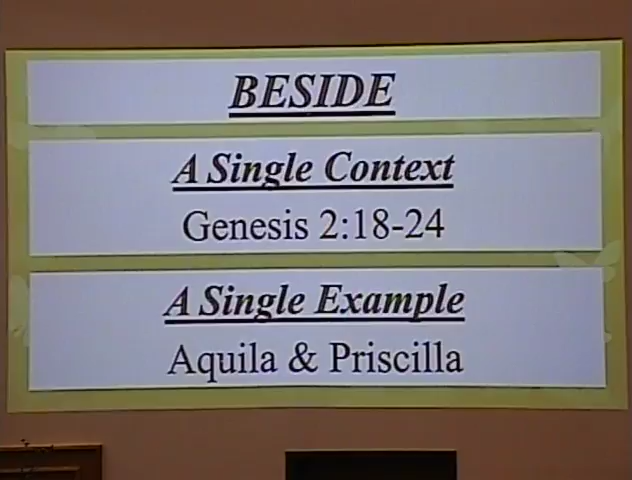 BESIDE
A Single Context
Genesis 2:18-24
A Single Example
Aquila & Priscilla